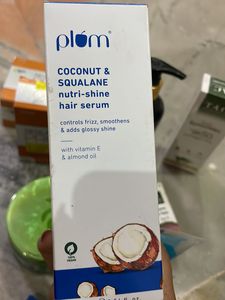 plum
COCONUT &
SQUALANE
nutri-shine
hair serum
controls frizz, smoothens
& adds glossy shine
with vitamin E
& almond oil